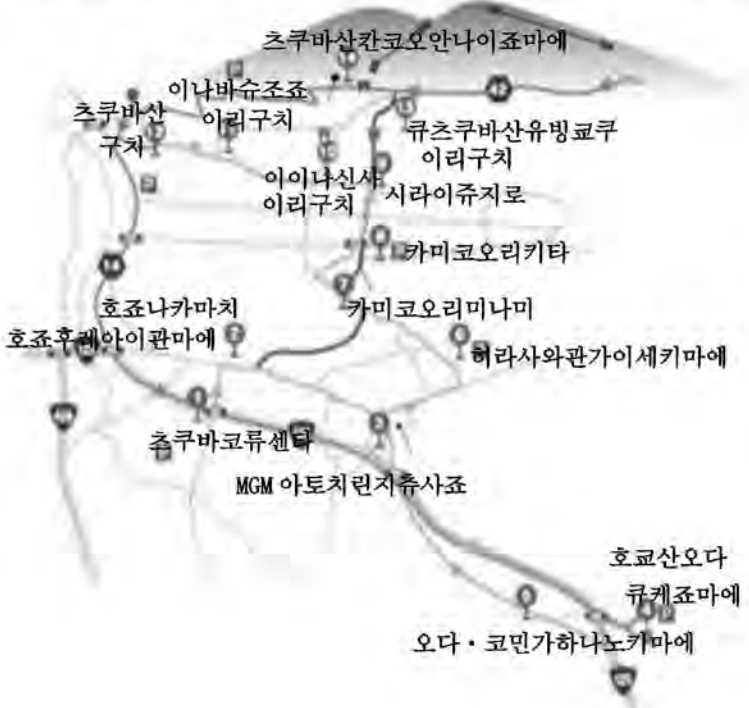 츠쿠바산칸코오안나이죠마에
이나바슈조죠
이리구치
츠쿠바산
구치
큐츠쿠바산유빙쿄쿠
이리구치
이이나신사
이리구치
시라이쥬지로
카미코오리키타
호죠나카마치
카미코오리미나미
호죠후레아이관마에
히라사와관가이세키마에
츠쿠바코류센타
MGM 아토치린지츄사죠
호쿄산오다
큐케죠마에
오다・코민가하나노키마에
42